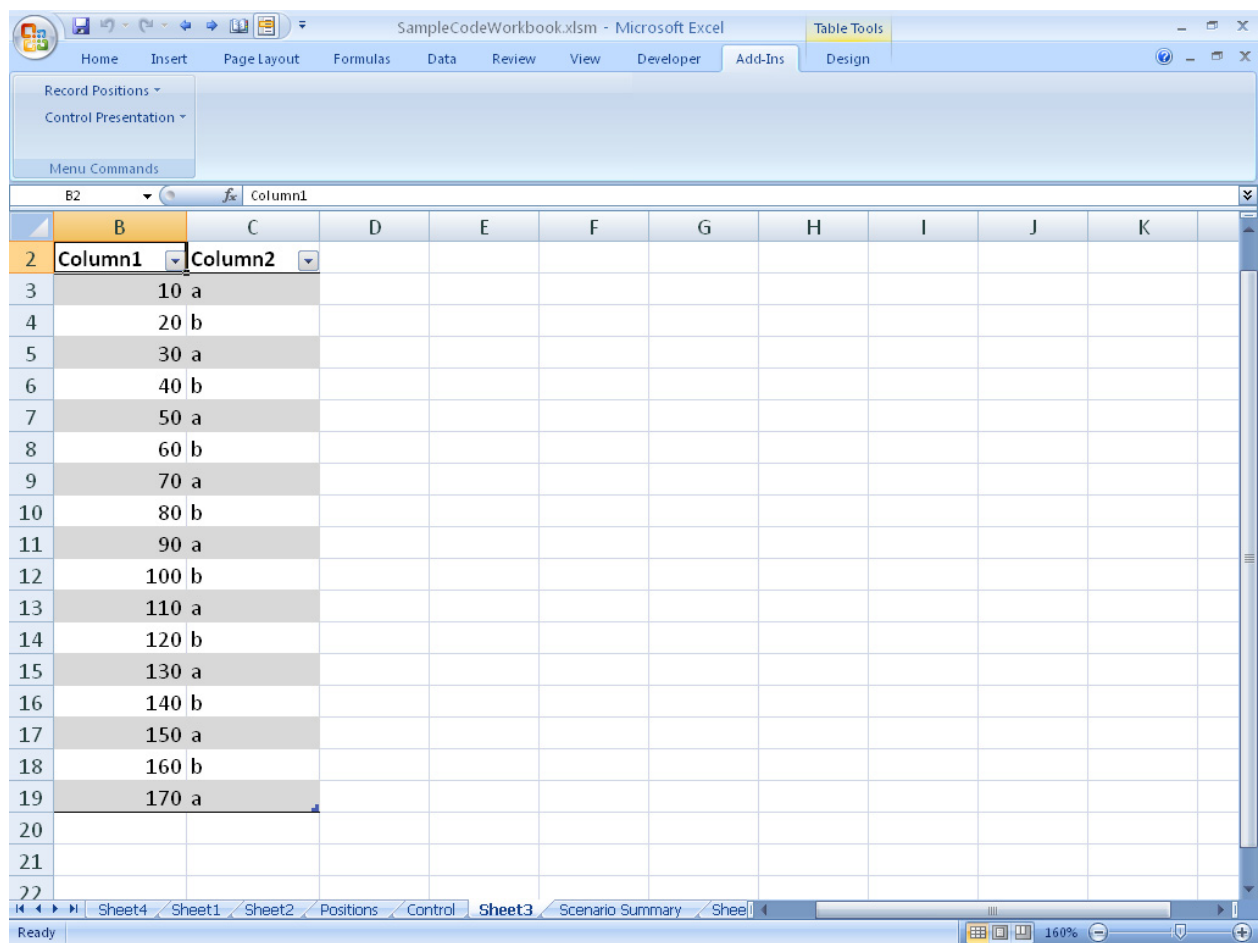 SampleCodeWorkbook.xlsm - Microsoft Excel Table Tools
Home Insert Page Layout Formulas Data Review View Developer Add-Ins Design
Record Positions
Control Presentation
Menu Commands
B2 fx Column1
B C D E F G H I J K
2 Column1 Column2
3 10 a
4 20 b
5 30 a
6 40 b
7 50 a
8 60 b
9 70 a
10 80 b
11 90 a
12 100 b
13 110 a
14 120 b
15 130 a
16 140 b
17 150 a
18 160 b
19 170 a
20
21
22
Sheet4 Sheet1 Sheet2 Positions Control Sheet3 Scenario Summary Shee
Ready 160%